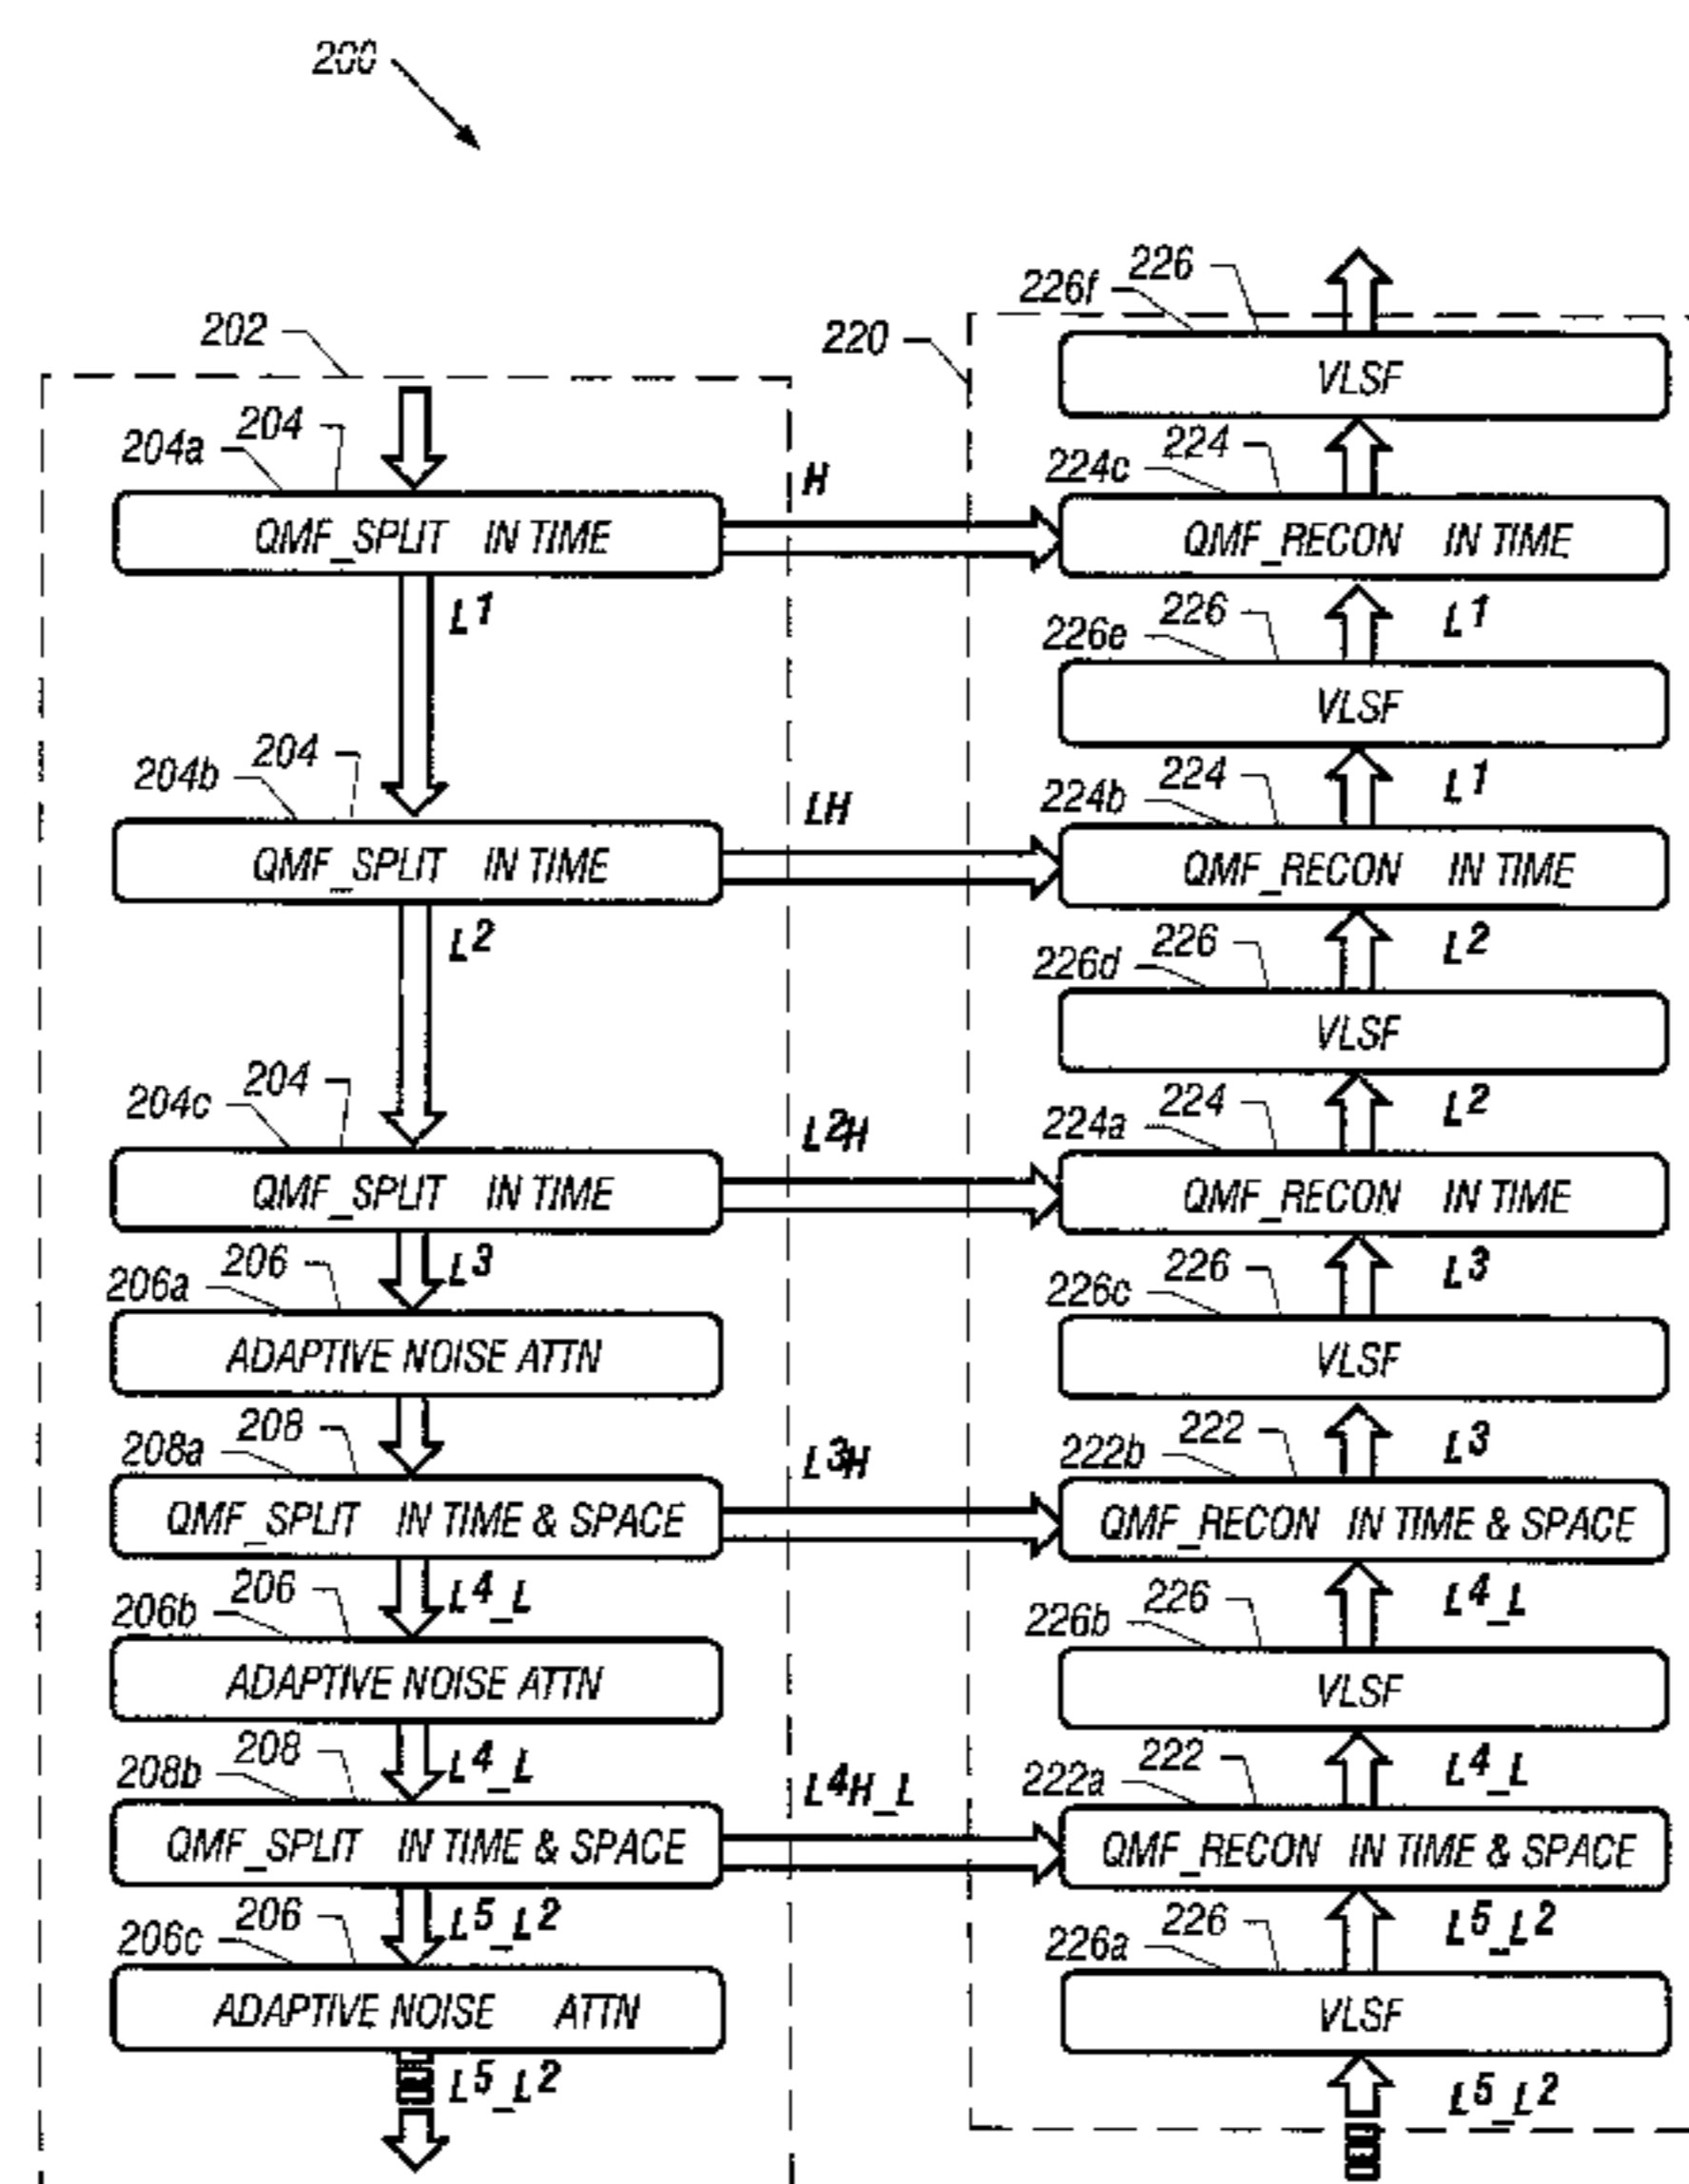 200
202
204a 204
QMF_SPLIT IN TIME
H
L1
204b 204
QMF_SPLIT IN TIME
LH
L2
204c 204
QMF_SPLIT IN TIME
L2H
L3
206a 206
ADAPTIVE NOISE ATTN
208a 208
QMF_SPLIT IN TIME & SPACE
L3H
L4_L
206b 206
ADAPTIVE NOISE ATTN
L4_L
208b 208
QMF_SPLIT IN TIME & SPACE
L4H_L
L5_L2
206c 206
ADAPTIVE NOISE ATTN
L5_L2
220
226f 226
VLSF
224c 224
QMF_RECON IN TIME
L1
226e 226
VLSF
L1
224b 224
QMF_RECON IN TIME
L2
226d 226
VLSF
L2
224a 224
QMF_RECON IN TIME
L3
226c 226
VLSF
L3
222b 222
QMF_RECON IN TIME & SPACE
L4_L
226b 226
VLSF
L4_L
222a 222
QMF_RECON IN TIME & SPACE
L5_L2
226a 226
VLSF
L5_L2